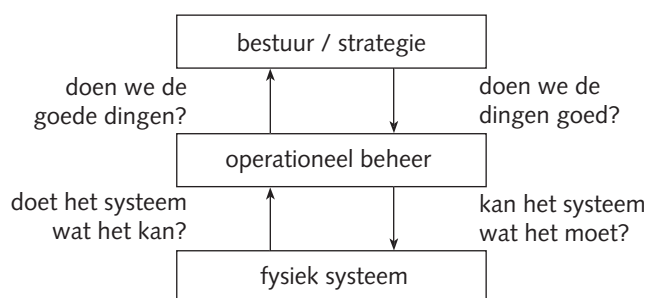 bestuur / strategie
doen we de
goede dingen?
doen we de
dingen goed?
operationeel beheer
doet het systeem
wat het kan?
kan het systeem
wat het moet?
fysiek systeem